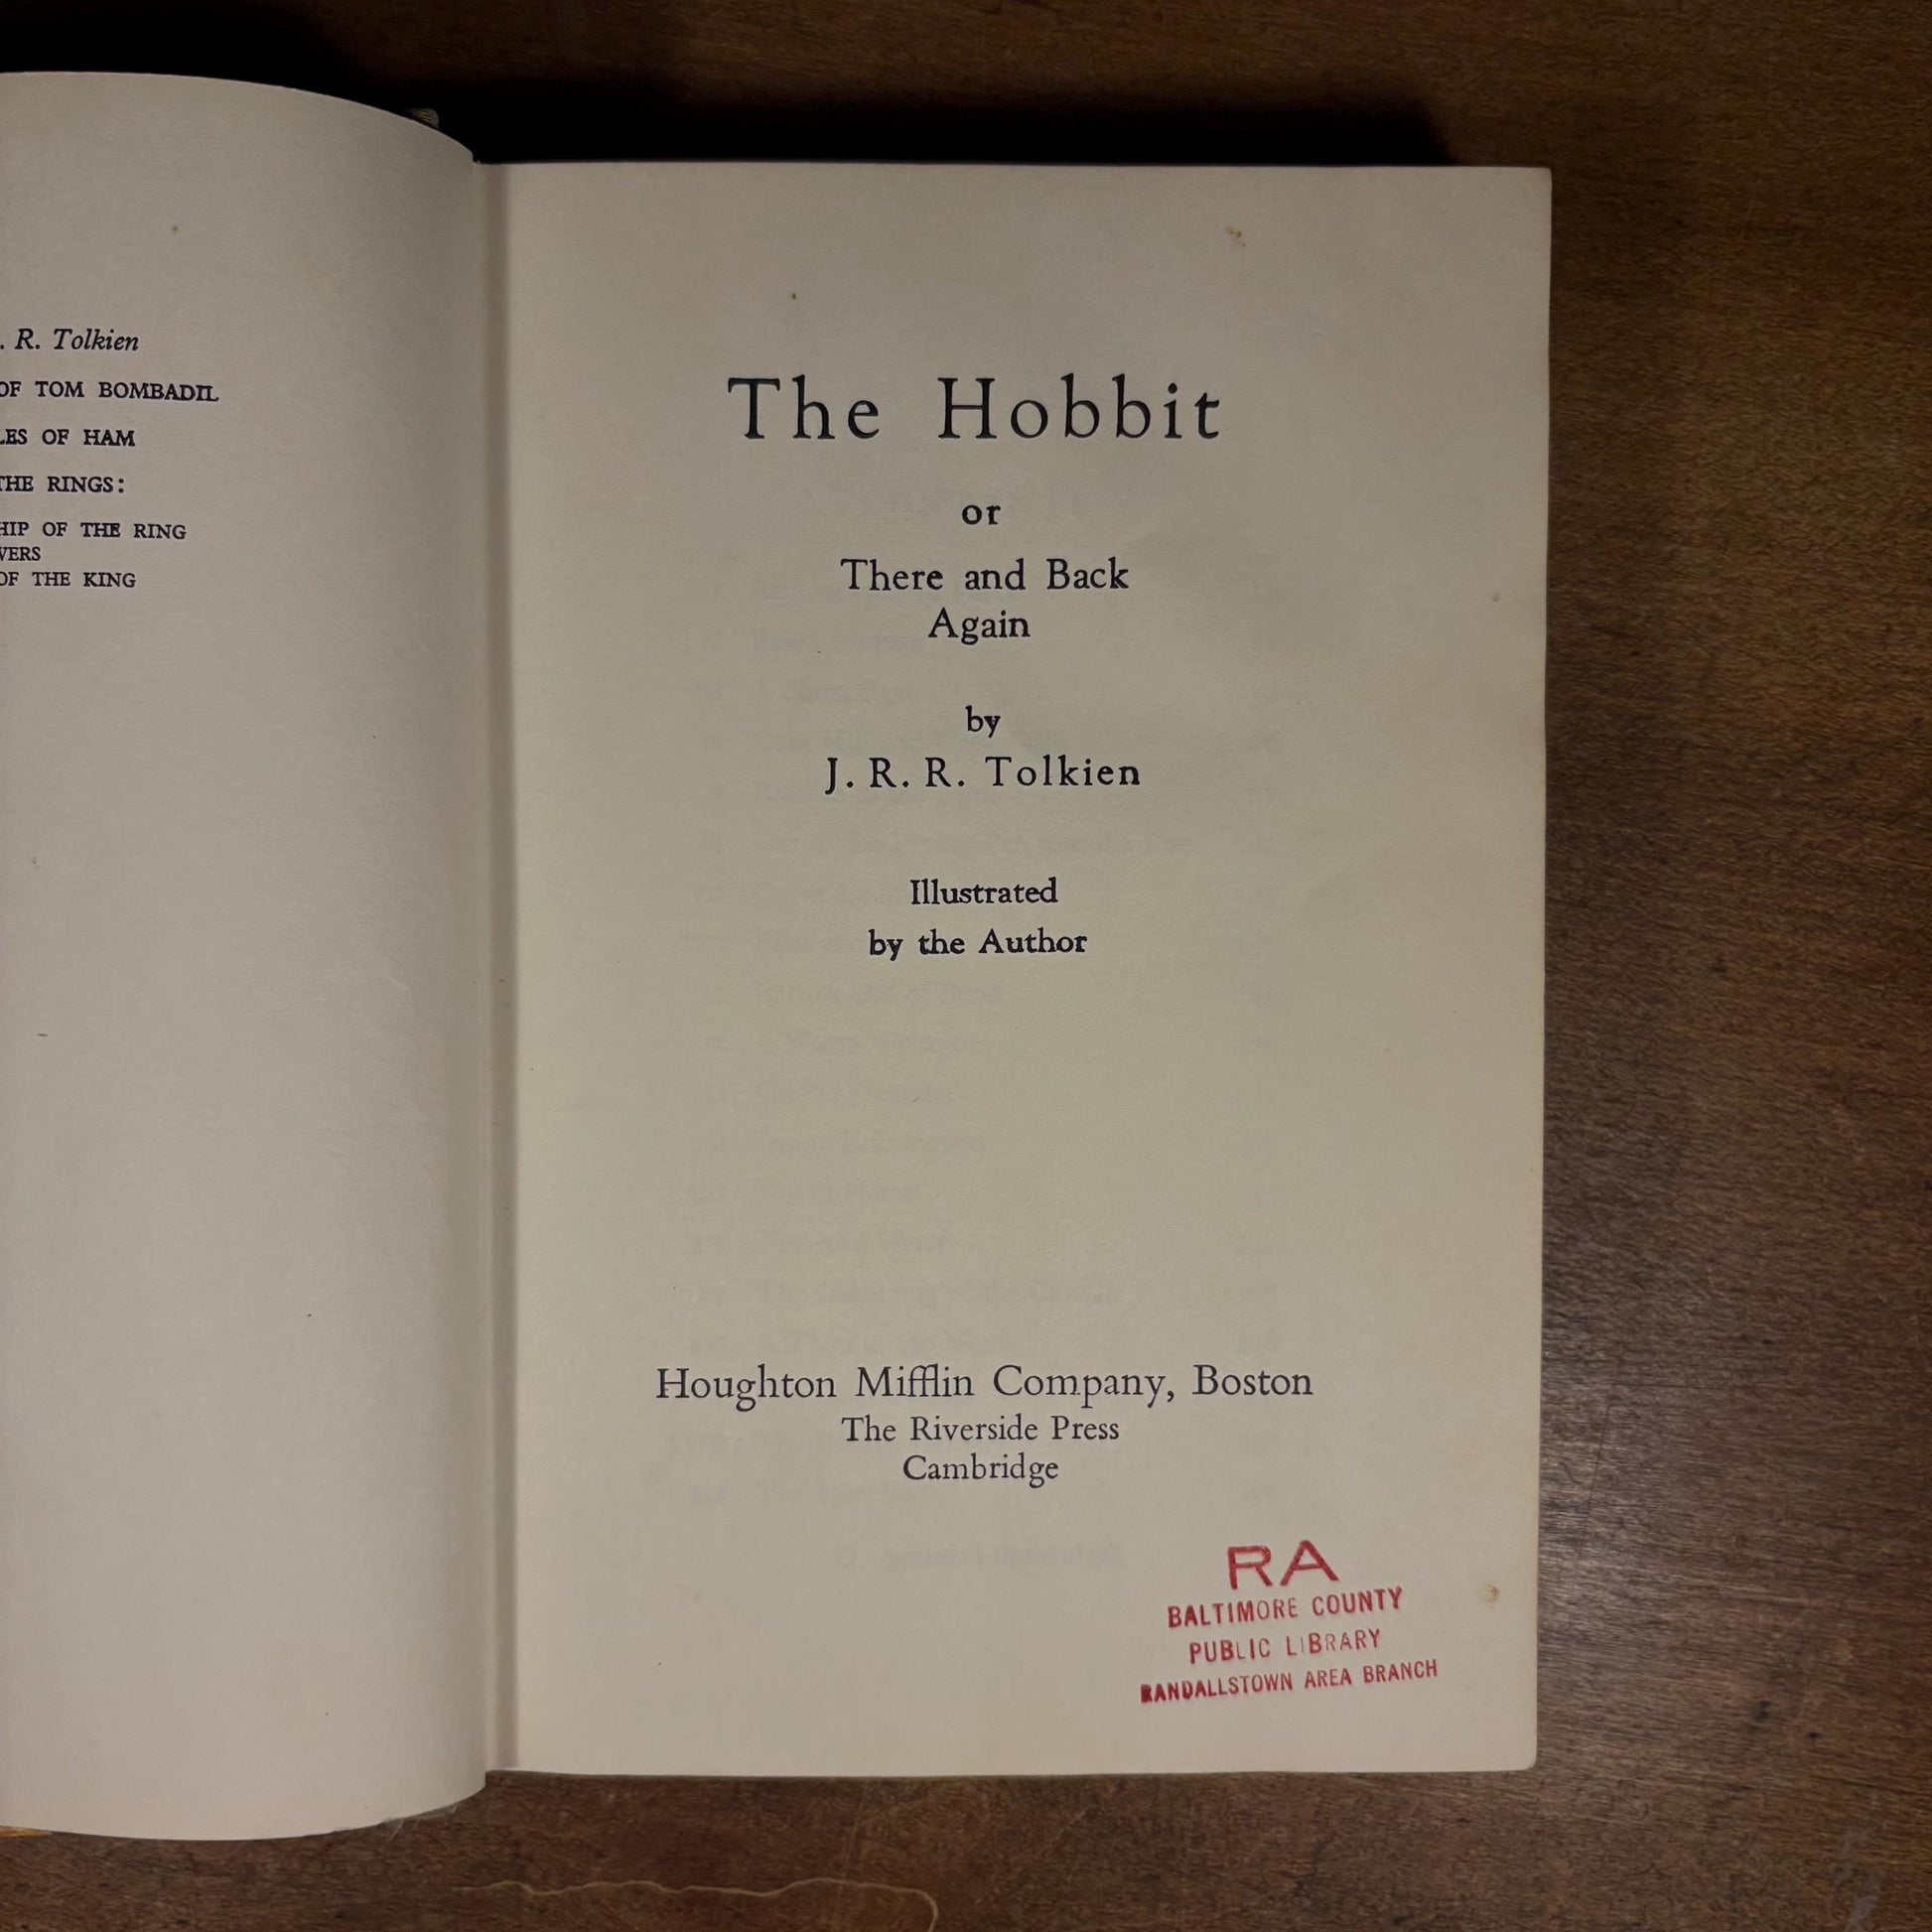 . R. Tolkien
OF TOM BOMBADIL
LES OF HAM
THE RINGS:
HIP OF THE RING
WERS
OF THE KING
The Hobbit
or
There and Back
Again
by
J. R. R. Tolkien
Illustrated
by the Author
Houghton Mifflin Company, Boston
The Riverside Press
Cambridge
RA
BALTIMORE COUNTY
PUBLIC LIBRARY
RANDALLSTOWN AREA BRANCH